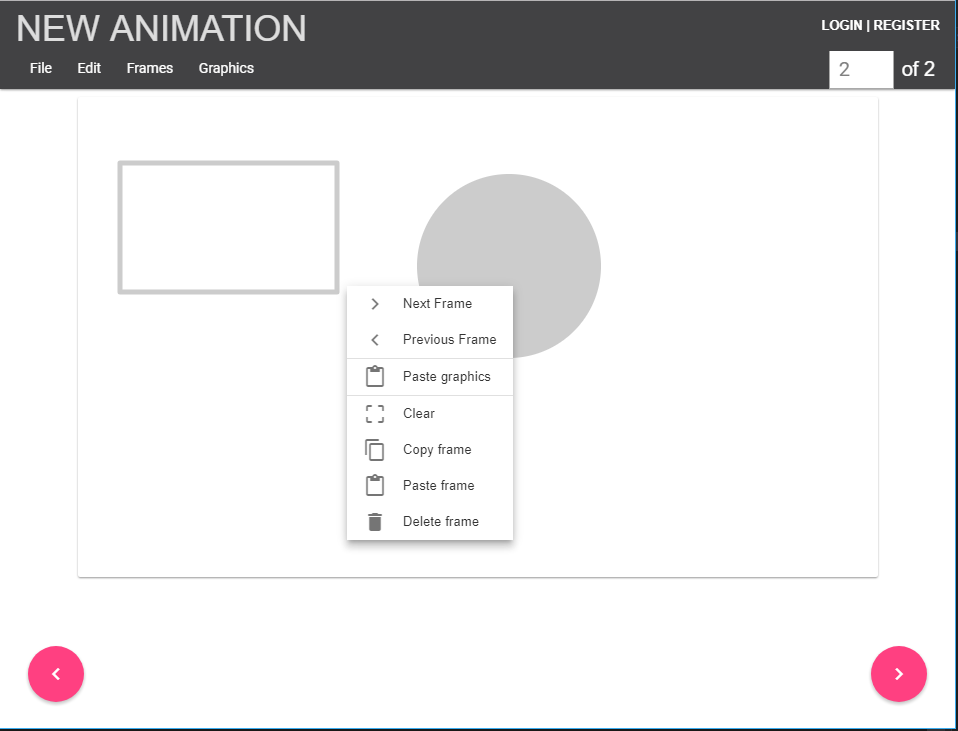 NEW ANIMATION
LOGIN | REGISTER
File Edit Frames Graphics
2 of 2
Next Frame
Previous Frame
Paste graphics
Clear
Copy frame
Paste frame
Delete frame